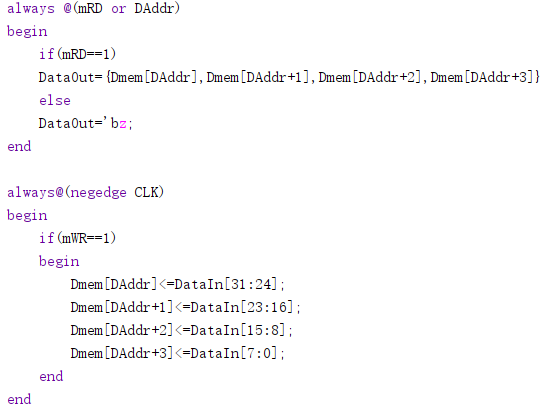 always @(mRD or DAddr)
begin
    if(mRD==1)
    DataOut={Dmem[DAddr],Dmem[DAddr+1],Dmem[DAddr+2],Dmem[DAddr+3]}
    else
    DataOut='bz;
end

always@(negedge CLK)
begin
    if(mWR==1)
    begin
        Dmem[DAddr]<=DataIn[31:24];
        Dmem[DAddr+1]<=DataIn[23:16];
        Dmem[DAddr+2]<=DataIn[15:8];
        Dmem[DAddr+3]<=DataIn[7:0];
    end
end